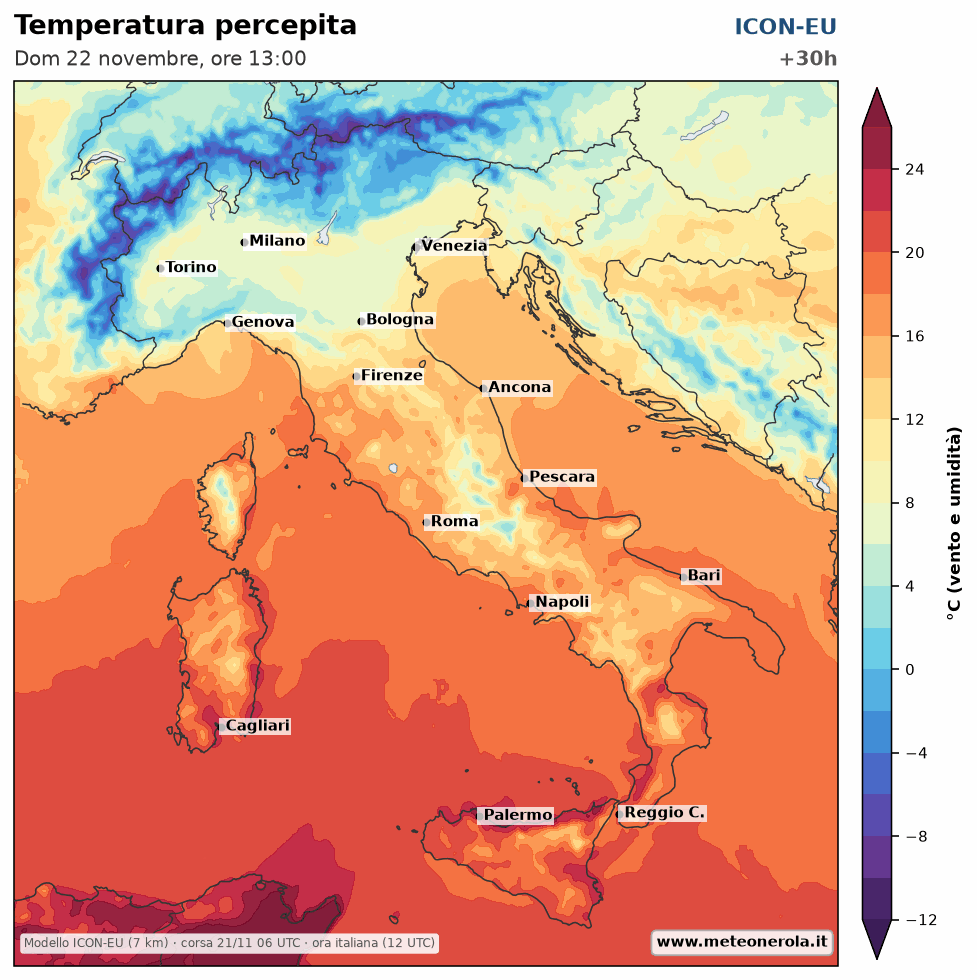 Temperatura percepita
ICON-EU
Dom 22 novembre, ore 13:00
+30h
Milano
Venezia
Torino
Genova
Bologna
Firenze
Ancona
Pescara
Roma
Bari
Napoli
Cagliari
Palermo
Reggio C.
24
20
16
12
8
4
0
−4
−8
−12
°C (vento e umidità)
Modello ICON-EU (7 km) · corsa 21/11 06 UTC · ora italiana (12 UTC)
www.meteonerola.it